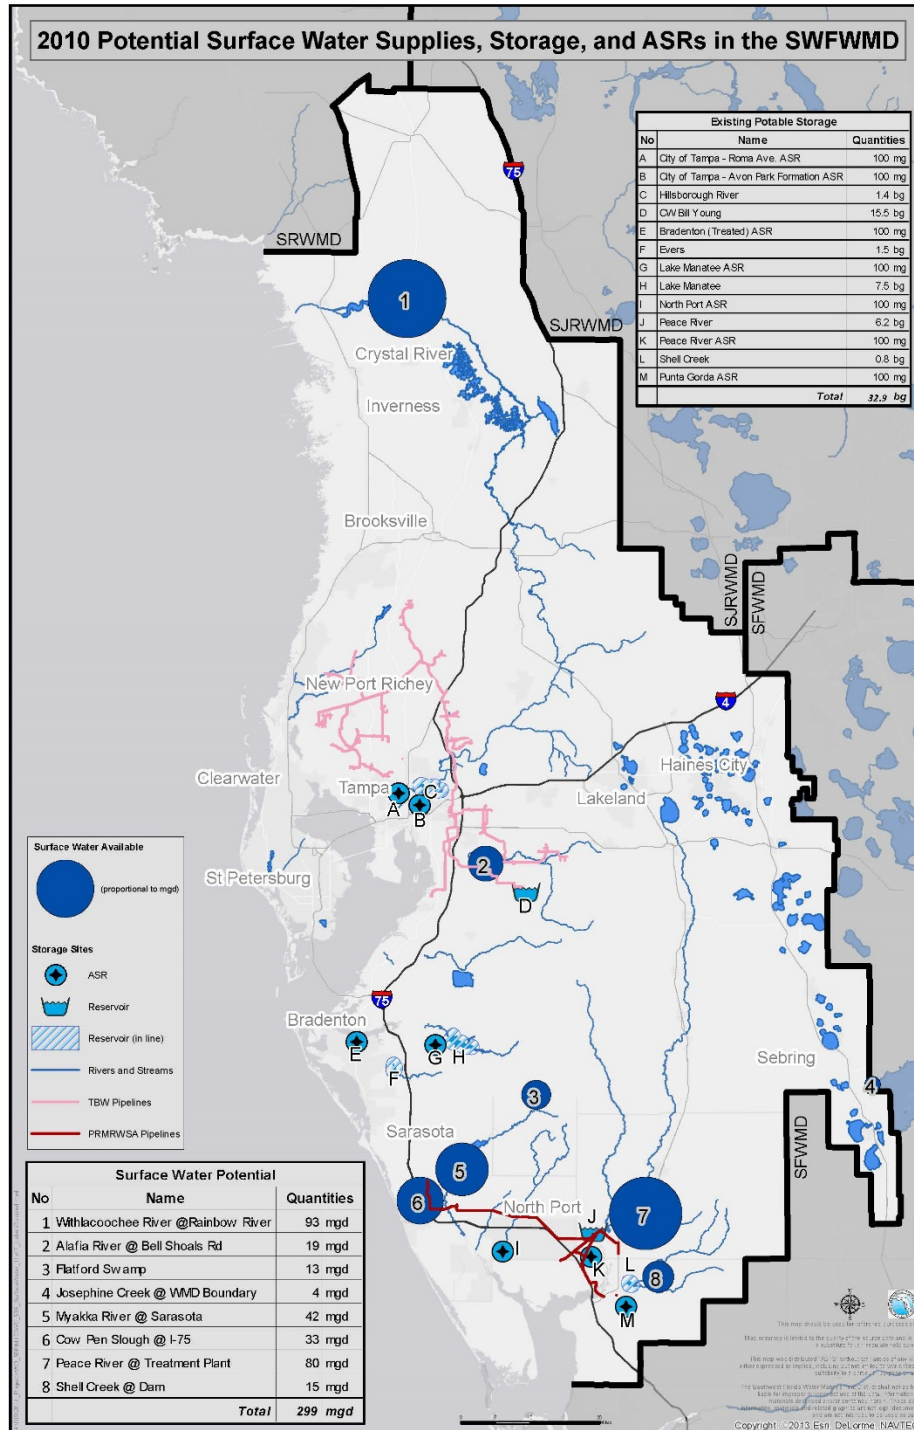 2010 Potential Surface Water Supplies, Storage, and ASRs in the SWFWMD
Existing Potable Storage
No Name Quantities
A City of Tampa - Roma Ave. ASR 100 mg
B City of Tampa - Avon Park Formation ASR 100 mg
C Hillsborough River 1.4 bg
D CW Bill Young 15.5 bg
E Bradenton (Treated) ASR 100 mg
F Evers 1.5 bg
G Lake Manatee ASR 100 mg
H Lake Manatee 7.5 bg
I North Port ASR 100 mg
J Peace River 6.2 bg
K Peace River ASR 100 mg
L Shell Creek 0.8 bg
M Punta Gorda ASR 100 mg
Total 32.9 bg
75
SRWMD
SJRWMD
1
Crystal River
Inverness
Brooksville
SJRWMD
SFWMD
New Port Richey
4
Clearwater
Tampa
C
A
B
Haines City
Lakeland
St Petersburg
2
D
75
Bradenton
E
F
G
H
Sebring
4
3
SFWMD
Sarasota
5
6
North Port
7
I
J
K
L
8
M
Surface Water Available
(proportional to mgd)
Storage Sites
ASR
Reservoir
Reservoir (in line)
Rivers and Streams
TBW Pipelines
PRMRWSA Pipelines
Surface Water Potential
No Name Quantities
1 Withlacoochee River @Rainbow River 93 mgd
2 Alafia River @ Bell Shoals Rd 19 mgd
3 Flatford Swamp 13 mgd
4 Josephine Creek @ WMD Boundary 4 mgd
5 Myakka River @ Sarasota 42 mgd
6 Cow Pen Slough @ I-75 33 mgd
7 Peace River @ Treatment Plant 80 mgd
8 Shell Creek @ Dam 15 mgd
Total 299 mgd
Copyright: ©2013 Esri, DeLorme, NAVTEQ